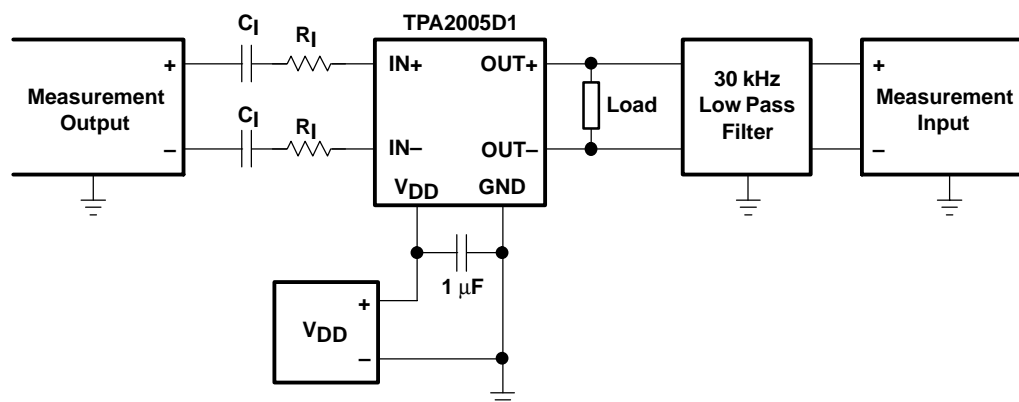 TPA2005D1
CI
RI
IN+
OUT+
+
Measurement
Output
CI
RI
Load
30 kHz
Low Pass
Filter
+
Measurement
Input
−
IN−
OUT−
−
VDD
GND
1 µF
+
VDD
−